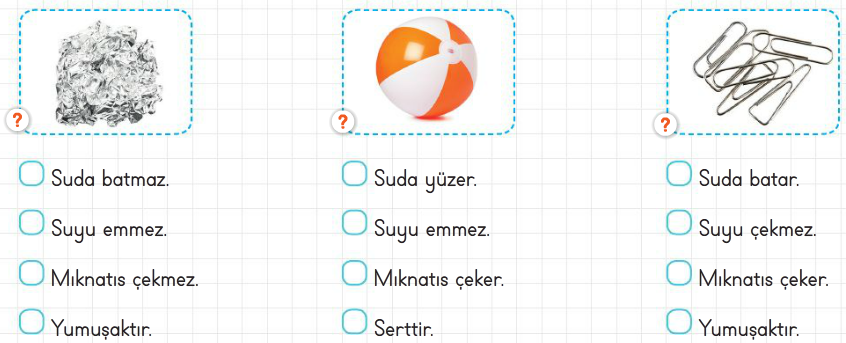 ?
?
?
Suda batmaz.
Suyu emmez.
Mıknatıs çekmez.
Yumuşaktır.
Suda yüzer.
Suyu emmez.
Mıknatıs çeker.
Serttir.
Suda batar.
Suyu çekmez.
Mıknatıs çeker.
Yumuşaktır.